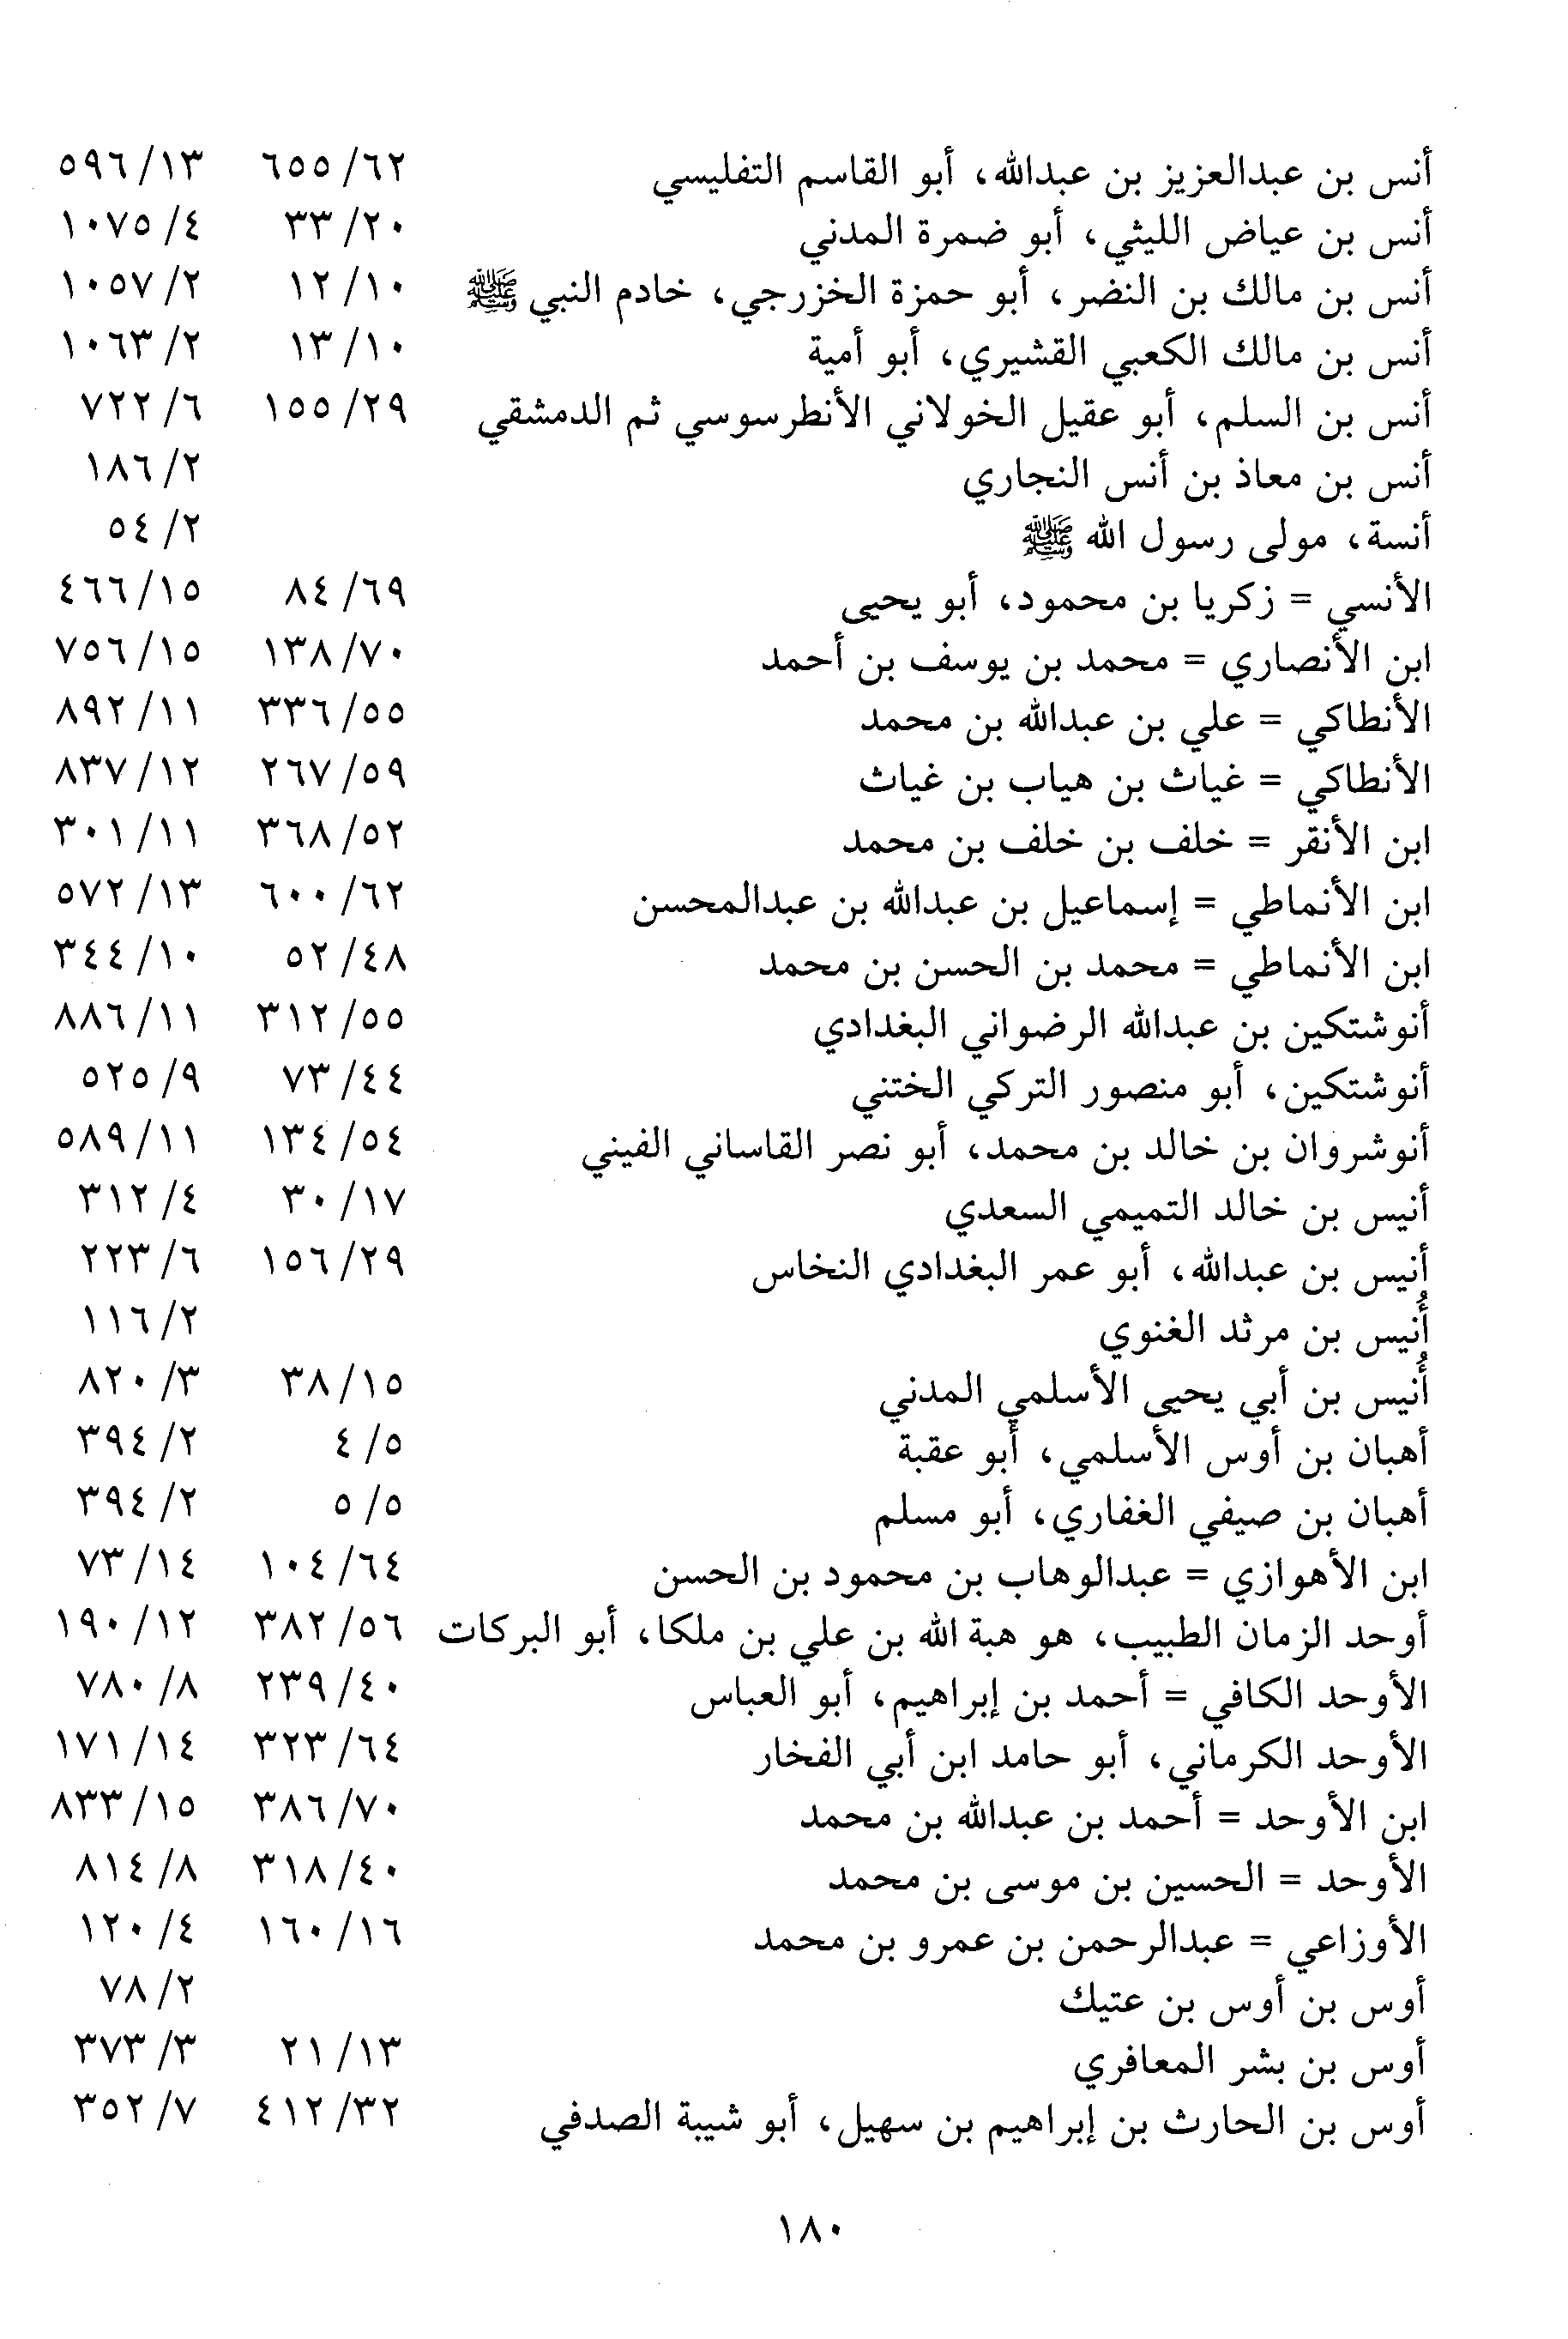 أنس بن عبدالعزيز بن عبدالله، أبو القاسم التفليسي ٦٢/ ٦٥٥ ١٣/ ٥٩٦
أنس بن عياض الليثي، أبو ضمرة المدني ٢٠/ ٣٣ ٤/ ١٠٧٥
أنس بن مالك بن النضر، أبو حمزة الخزرجي، خادم النبي ﷺ ١٠/ ١٢ ٢/ ١٠٥٧
أنس بن مالك الكعبي القشيري، أبو أمية ١٠/ ١٣ ٢/ ١٠٦٣
أنس بن السلم، أبو عقيل الخولاني الأنطرسوسي ثم الدمشقي ٢٩/ ١٥٥ ٦/ ٧٢٢
أنس بن معاذ بن أنس النجاري ٢/ ١٨٦
أنسة، مولى رسول الله ﷺ ٢/ ٥٤
الأنسي = زكريا بن محمود، أبو يحيى ٦٩/ ٨٤ ١٥/ ٤٦٦
ابن الأنصاري = محمد بن يوسف بن أحمد ٧٠/ ١٣٨ ١٥/ ٧٥٦
الأنطاكي = علي بن عبدالله بن محمد ٥٥/ ٣٣٦ ١١/ ٨٩٢
الأنطاكي = غياث بن هياب بن غياث ٥٩/ ٢٦٧ ١٢/ ٨٣٧
ابن الأنقر = خلف بن خلف بن محمد ٥٢/ ٣٦٨ ١١/ ٣٠١
ابن الأنماطي = إسماعيل بن عبدالله بن عبدالمحسن ٦٢/ ٦٠٠ ١٣/ ٥٧٢
ابن الأنماطي = محمد بن الحسن بن محمد ٤٨/ ٥٢ ١٠/ ٣٤٤
أنوشتكين بن عبدالله الرضواني البغدادي ٥٥/ ٣١٢ ١١/ ٨٨٦
أنوشتكين، أبو منصور التركي الختني ٤٤/ ٧٣ ٩/ ٥٢٥
أنوشروان بن خالد بن محمد، أبو نصر القاساني الفيني ٥٤/ ١٣٤ ١١/ ٥٨٩
أنيس بن خالد التميمي السعدي ١٧/ ٣٠ ٤/ ٣١٢
أنيس بن عبدالله، أبو عمر البغدادي النخاس ٢٩/ ١٥٦ ٦/ ٢٢٣
أُنيس بن مرثد الغنوي ٢/ ١١٦
أُنيس بن أبي يحيى الأسلمي المدني ١٥/ ٣٨ ٣/ ٨٢٠
أهبان بن أوس الأسلمي، أبو عقبة ٥/ ٤ ٢/ ٣٩٤
أهبان بن صيفي الغفاري، أبو مسلم ٥/ ٥ ٢/ ٣٩٤
ابن الأهوازي = عبدالوهاب بن محمود بن الحسن ٦٤/ ١٠٤ ١٤/ ٧٣
أوحد الزمان الطبيب، هو هبة الله بن علي بن ملكا، أبو البركات ٥٦/ ٣٨٢ ١٢/ ١٩٠
الأوحد الكافي = أحمد بن إبراهيم، أبو العباس ٤٠/ ٢٣٩ ٨/ ٧٨٠
الأوحد الكرماني، أبو حامد ابن أبي الفخار ٦٤/ ٣٢٣ ١٤/ ١٧١
ابن الأوحد = أحمد بن عبدالله بن محمد ٧٠/ ٣٨٦ ١٥/ ٨٣٣
الأوحد = الحسين بن موسى بن محمد ٤٠/ ٣١٨ ٨/ ٨١٤
الأوزاعي = عبدالرحمن بن عمرو بن محمد ١٦/ ١٦٠ ٤/ ١٢٠
أوس بن أوس بن عتيك ٢/ ٧٨
أوس بن بشر المعافري ١٣/ ٢١ ٣/ ٣٧٣
أوس بن الحارث بن إبراهيم بن سهيل، أبو شيبة الصدفي ٣٢/ ٤١٢ ٧/ ٣٥٢
١٨٠